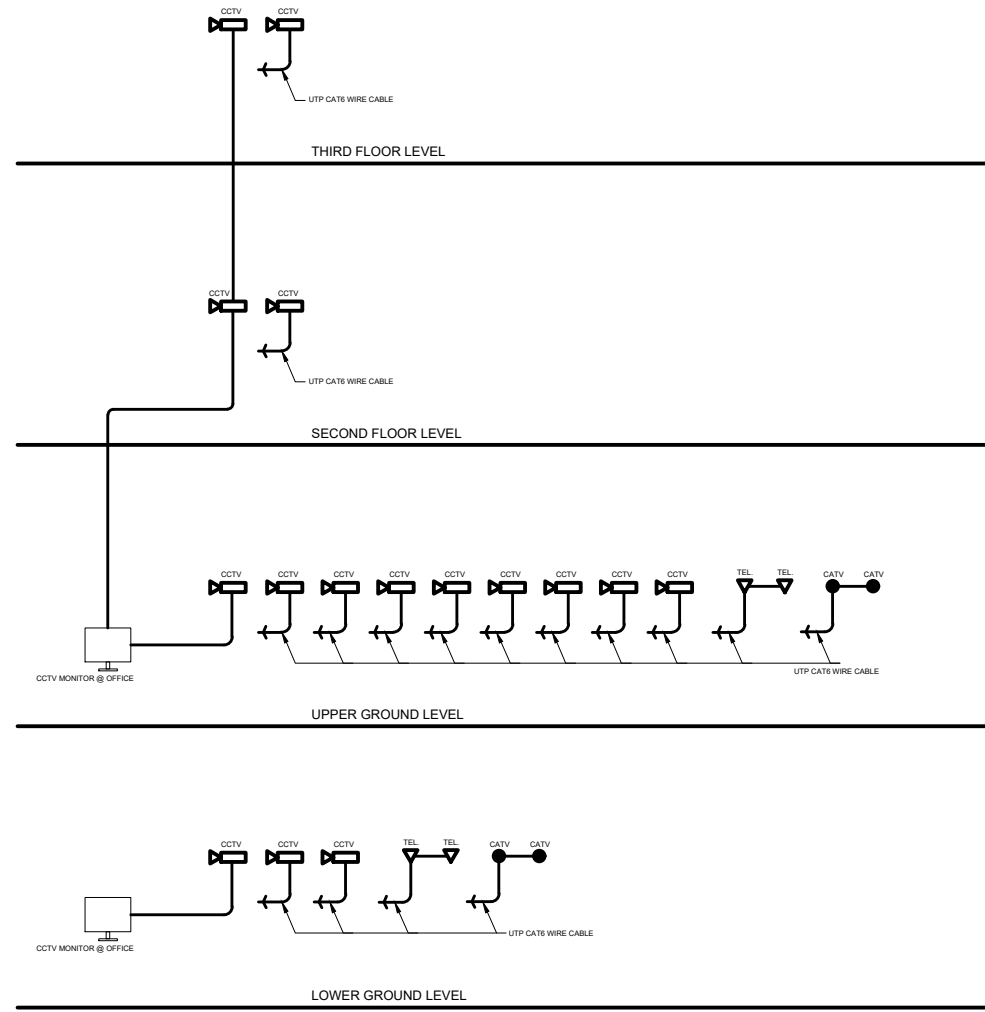 CCTV CCTV
UTP CAT6 WIRE CABLE
THIRD FLOOR LEVEL
CCTV CCTV
UTP CAT6 WIRE CABLE
SECOND FLOOR LEVEL
CCTV CCTV CCTV CCTV CCTV CCTV CCTV CCTV CCTV TEL. TEL. CATV CATV
UTP CAT6 WIRE CABLE
CCTV MONITOR @ OFFICE
UPPER GROUND LEVEL
CCTV CCTV CCTV TEL. TEL. CATV CATV
UTP CAT6 WIRE CABLE
CCTV MONITOR @ OFFICE
LOWER GROUND LEVEL